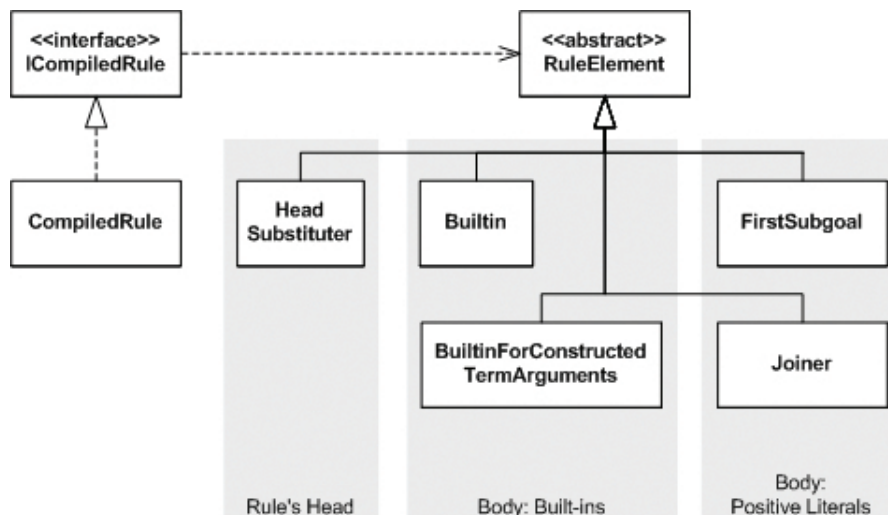 <<interface>>
ICompiledRule
<<abstract>>
RuleElement
CompiledRule
Head
Substituter
Builtin
FirstSubgoal
BuiltinForConstructed
TermArguments
Joiner
Rule's Head
Body: Built-ins
Body:
Positive Literals